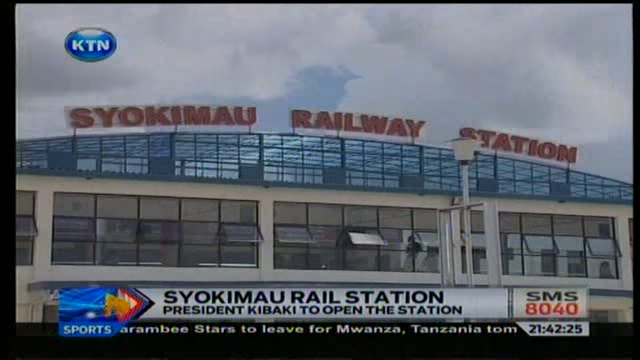 KTN
SYOKIMAU RAILWAY STATION
SYOKIMAU RAIL STATION
PRESIDENT KIBAKI TO OPEN THE STATION
SMS
8040
SPORTS arambee Stars to leave for Mwanza, Tanzania tom
21:42:25